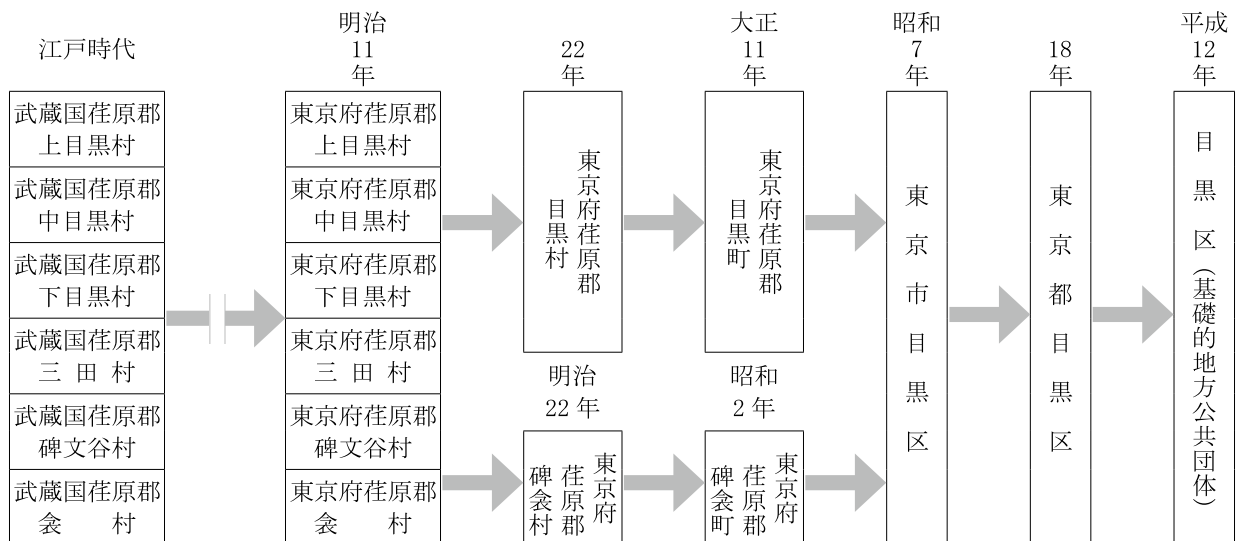 江戸時代
武蔵国荏原郡
上目黒村
武蔵国荏原郡
中目黒村
武蔵国荏原郡
下目黒村
武蔵国荏原郡
三田村
武蔵国荏原郡
碑文谷村
武蔵国荏原郡
衾村
明治
11
年
東京府荏原郡
上目黒村
東京府荏原郡
中目黒村
東京府荏原郡
下目黒村
東京府荏原郡
三田村
東京府荏原郡
碑文谷村
東京府荏原郡
衾村
22
年
東京府荏原郡
目黒村
明治
22年
東京府
荏原郡
碑衾村
大正
11
年
東京府荏原郡
目黒町
昭和
2年
東京府
荏原郡
碑衾町
昭和
7
年
東京市目黒区
18
年
東京都目黒区
平成
12
年
目黒区(基礎的地方公共団体)